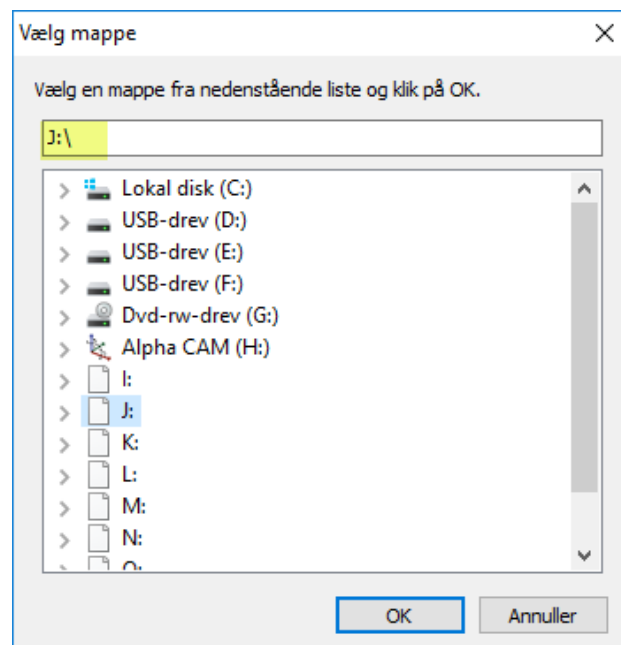 Vælg mappe
Vælg en mappe fra nedenstående liste og klik på OK.
J:\
Lokal disk (C:)
USB-drev (D:)
USB-drev (E:)
USB-drev (F:)
Dvd-rw-drev (G:)
Alpha CAM (H:)
I:
J:
K:
L:
M:
N:
OK Annuller